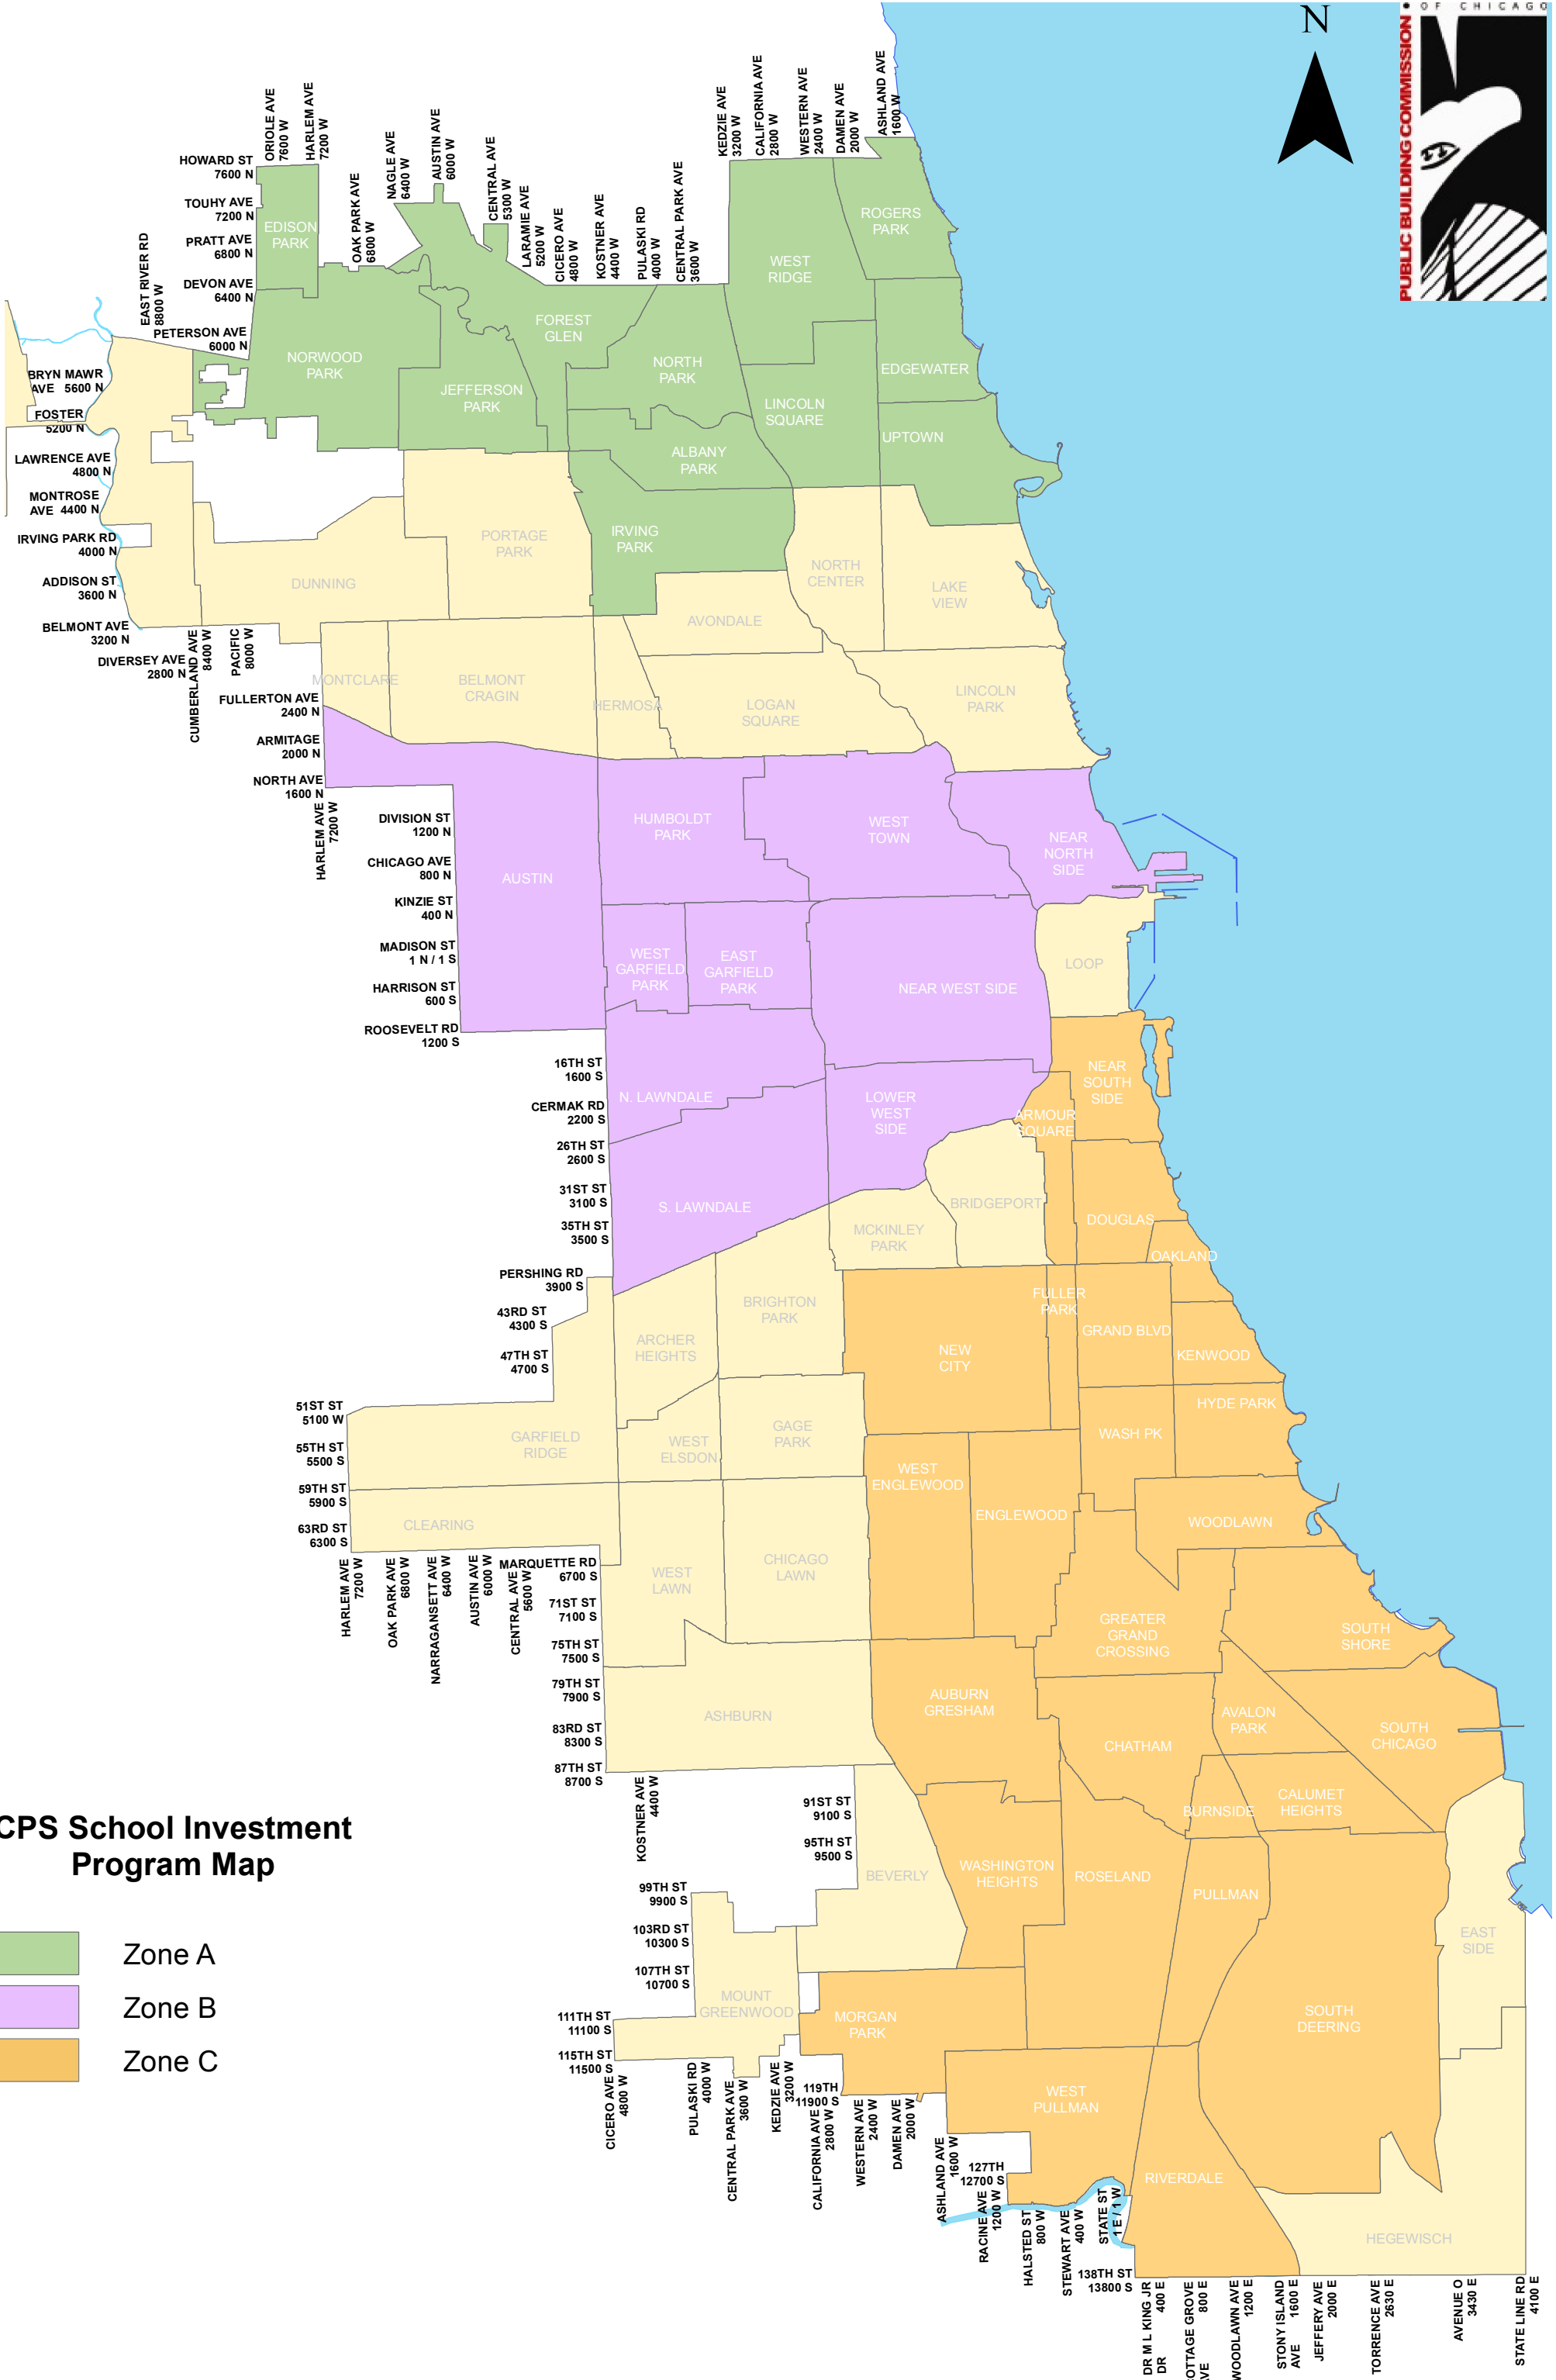 N
OF CHICAGO
PUBLIC BUILDING COMMISSION
ORIOLE AVE
7600 W
HARLEM AVE
7200 W
OAK PARK AVE
6800 W
NAGLE AVE
6400 W
AUSTIN AVE
6000 W
CENTRAL AVE
5300 W
LARAMIE AVE
5200 W
CICERO AVE
4800 W
KOSTNER AVE
4400 W
PULASKI RD
4000 W
CENTRAL PARK AVE
3600 W
KEDZIE AVE
3200 W
CALIFORNIA AVE
2800 W
WESTERN AVE
2400 W
DAMEN AVE
2000 W
ASHLAND AVE
1600 W
HOWARD ST
7600 N
TOUHY AVE
7200 N
PRATT AVE
6800 N
DEVON AVE
6400 N
PETERSON AVE
6000 N
EAST RIVER RD
8800 W
BRYN MAWR
AVE 5600 N
FOSTER
5200 N
LAWRENCE AVE
4800 N
MONTROSE
AVE 4400 N
IRVING PARK RD
4000 N
ADDISON ST
3600 N
BELMONT AVE
3200 N
DIVERSEY AVE
2800 N
CUMBERLAND AVE
8400 W
PACIFIC
8000 W
FULLERTON AVE
2400 N
ARMITAGE
2000 N
NORTH AVE
1600 N
HARLEM AVE
7200 W
DIVISION ST
1200 N
CHICAGO AVE
800 N
KINZIE ST
400 N
MADISON ST
1 N / 1 S
HARRISON ST
600 S
ROOSEVELT RD
1200 S
16TH ST
1600 S
CERMAK RD
2200 S
26TH ST
2600 S
31ST ST
3100 S
35TH ST
3500 S
PERSHING RD
3900 S
43RD ST
4300 S
47TH ST
4700 S
51ST ST
5100 W
55TH ST
5500 S
59TH ST
5900 S
63RD ST
6300 S
HARLEM AVE
7200 W
OAK PARK AVE
6800 W
NARRAGANSETT AVE
6400 W
AUSTIN AVE
6000 W
CENTRAL AVE
5600 W
MARQUETTE RD
6700 S
71ST ST
7100 S
75TH ST
7500 S
79TH ST
7900 S
83RD ST
8300 S
87TH ST
8700 S
KOSTNER AVE
4400 W
91ST ST
9100 S
95TH ST
9500 S
99TH ST
9900 S
103RD ST
10300 S
107TH ST
10700 S
111TH ST
11100 S
115TH ST
11500 S
CICERO AVE
4800 W
PULASKI RD
4000 W
CENTRAL PARK AVE
3600 W
KEDZIE AVE
3200 W
119TH
11900 S
CALIFORNIA AVE
2800 W
WESTERN AVE
2400 W
DAMEN AVE
2000 W
ASHLAND AVE
1600 W
127TH
12700 S
RACINE AVE
1200 W
HALSTED ST
800 W
STEWART AVE
400 W
STATE ST
1 E / 1 W
138TH ST
13800 S
DR M L KING JR
DR 400 E
OTTAGE GROVE
VE 800 E
WOODLAWN AVE
1200 E
STONY ISLAND
AVE 1600 E
JEFFERY AVE
2000 E
TORRENCE AVE
2630 E
AVENUE O
3430 E
STATE LINE RD
4100 E
EDISON
PARK
NORWOOD
PARK
JEFFERSON
PARK
FOREST
GLEN
NORTH
PARK
ALBANY
PARK
IRVING
PARK
WEST
RIDGE
ROGERS
PARK
EDGEWATER
LINCOLN
SQUARE
UPTOWN
DUNNING
PORTAGE
PARK
NORTH
CENTER
LAKE
VIEW
AVONDALE
MONTCLARE
BELMONT
CRAGIN
HERMOSA
LOGAN
SQUARE
LINCOLN
PARK
HUMBOLDT
PARK
WEST
TOWN
NEAR
NORTH
SIDE
AUSTIN
WEST
GARFIELD
PARK
EAST
GARFIELD
PARK
NEAR WEST SIDE
LOOP
N. LAWNDALE
LOWER
WEST
SIDE
NEAR
SOUTH
SIDE
ARMOUR
SQUARE
S. LAWNDALE
BRIDGEPORT
MCKINLEY
PARK
DOUGLAS
OAKLAND
BRIGHTON
PARK
ARCHER
HEIGHTS
NEW
CITY
FULLER
PARK
GRAND BLVD
KENWOOD
HYDE PARK
GARFIELD
RIDGE
WEST
ELSDON
GAGE
PARK
WASH PK
WEST
ENGLEWOOD
ENGLEWOOD
WOODLAWN
CLEARING
WEST
LAWN
CHICAGO
LAWN
GREATER
GRAND
CROSSING
SOUTH
SHORE
ASHBURN
AUBURN
GRESHAM
CHATHAM
AVALON
PARK
SOUTH
CHICAGO
BURNSIDE
CALUMET
HEIGHTS
BEVERLY
WASHINGTON
HEIGHTS
ROSELAND
PULLMAN
EAST
SIDE
MOUNT
GREENWOOD
MORGAN
PARK
SOUTH
DEERING
WEST
PULLMAN
RIVERDALE
HEGEWISCH
CPS School Investment
Program Map
Zone A
Zone B
Zone C